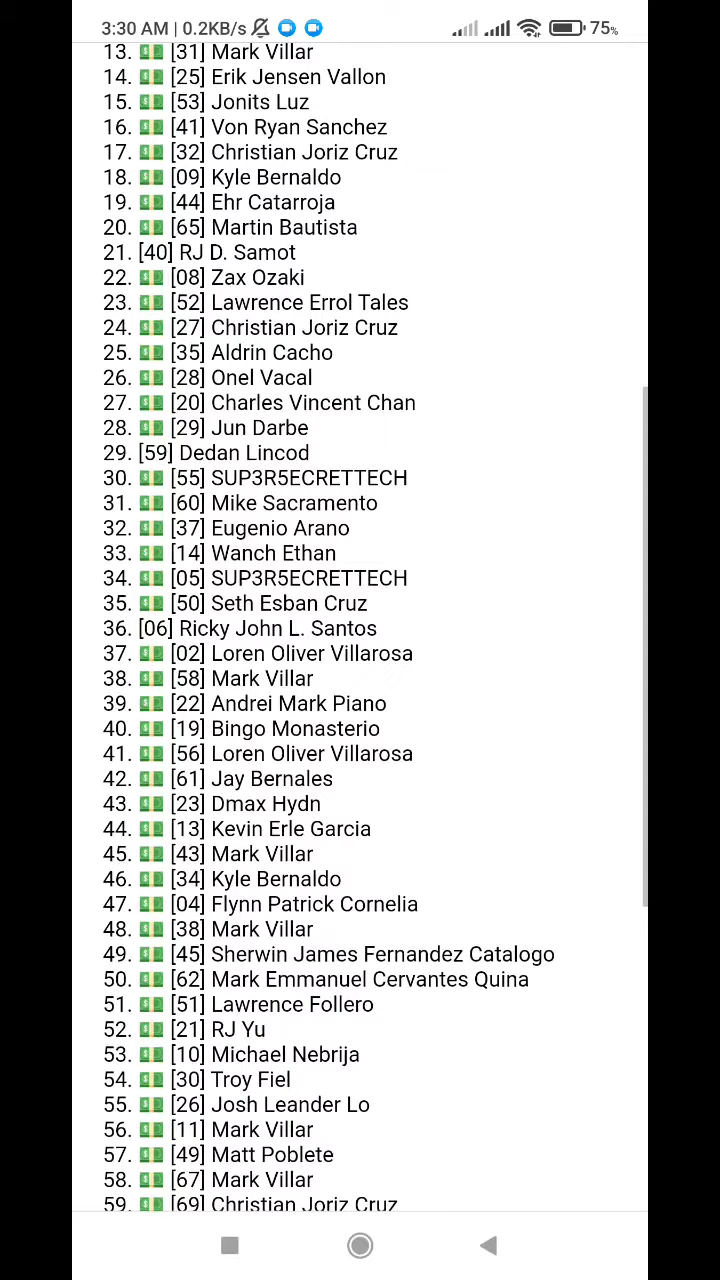 3:30 AM | 0.2KB/s 75%
13. 💵 [31] Mark Villar
14. 💵 [25] Erik Jensen Vallon
15. 💵 [53] Jonits Luz
16. 💵 [41] Von Ryan Sanchez
17. 💵 [32] Christian Joriz Cruz
18. 💵 [09] Kyle Bernaldo
19. 💵 [44] Ehr Catarroja
20. 💵 [65] Martin Bautista
21. [40] RJ D. Samot
22. 💵 [08] Zax Ozaki
23. 💵 [52] Lawrence Errol Tales
24. 💵 [27] Christian Joriz Cruz
25. 💵 [35] Aldrin Cacho
26. 💵 [28] Onel Vacal
27. 💵 [20] Charles Vincent Chan
28. 💵 [29] Jun Darbe
29. [59] Dedan Lincod
30. 💵 [55] SUP3R5ECRETTECH
31. 💵 [60] Mike Sacramento
32. 💵 [37] Eugenio Arano
33. 💵 [14] Wanch Ethan
34. 💵 [05] SUP3R5ECRETTECH
35. 💵 [50] Seth Esban Cruz
36. [06] Ricky John L. Santos
37. 💵 [02] Loren Oliver Villarosa
38. 💵 [58] Mark Villar
39. 💵 [22] Andrei Mark Piano
40. 💵 [19] Bingo Monasterio
41. 💵 [56] Loren Oliver Villarosa
42. 💵 [61] Jay Bernales
43. 💵 [23] Dmax Hydn
44. 💵 [13] Kevin Erle Garcia
45. 💵 [43] Mark Villar
46. 💵 [34] Kyle Bernaldo
47. 💵 [04] Flynn Patrick Cornelia
48. 💵 [38] Mark Villar
49. 💵 [45] Sherwin James Fernandez Catalogo
50. 💵 [62] Mark Emmanuel Cervantes Quina
51. 💵 [51] Lawrence Follero
52. 💵 [21] RJ Yu
53. 💵 [10] Michael Nebrija
54. 💵 [30] Troy Fiel
55. 💵 [26] Josh Leander Lo
56. 💵 [11] Mark Villar
57. 💵 [49] Matt Poblete
58. 💵 [67] Mark Villar
59. 💵 [69] Christian Joriz Cruz